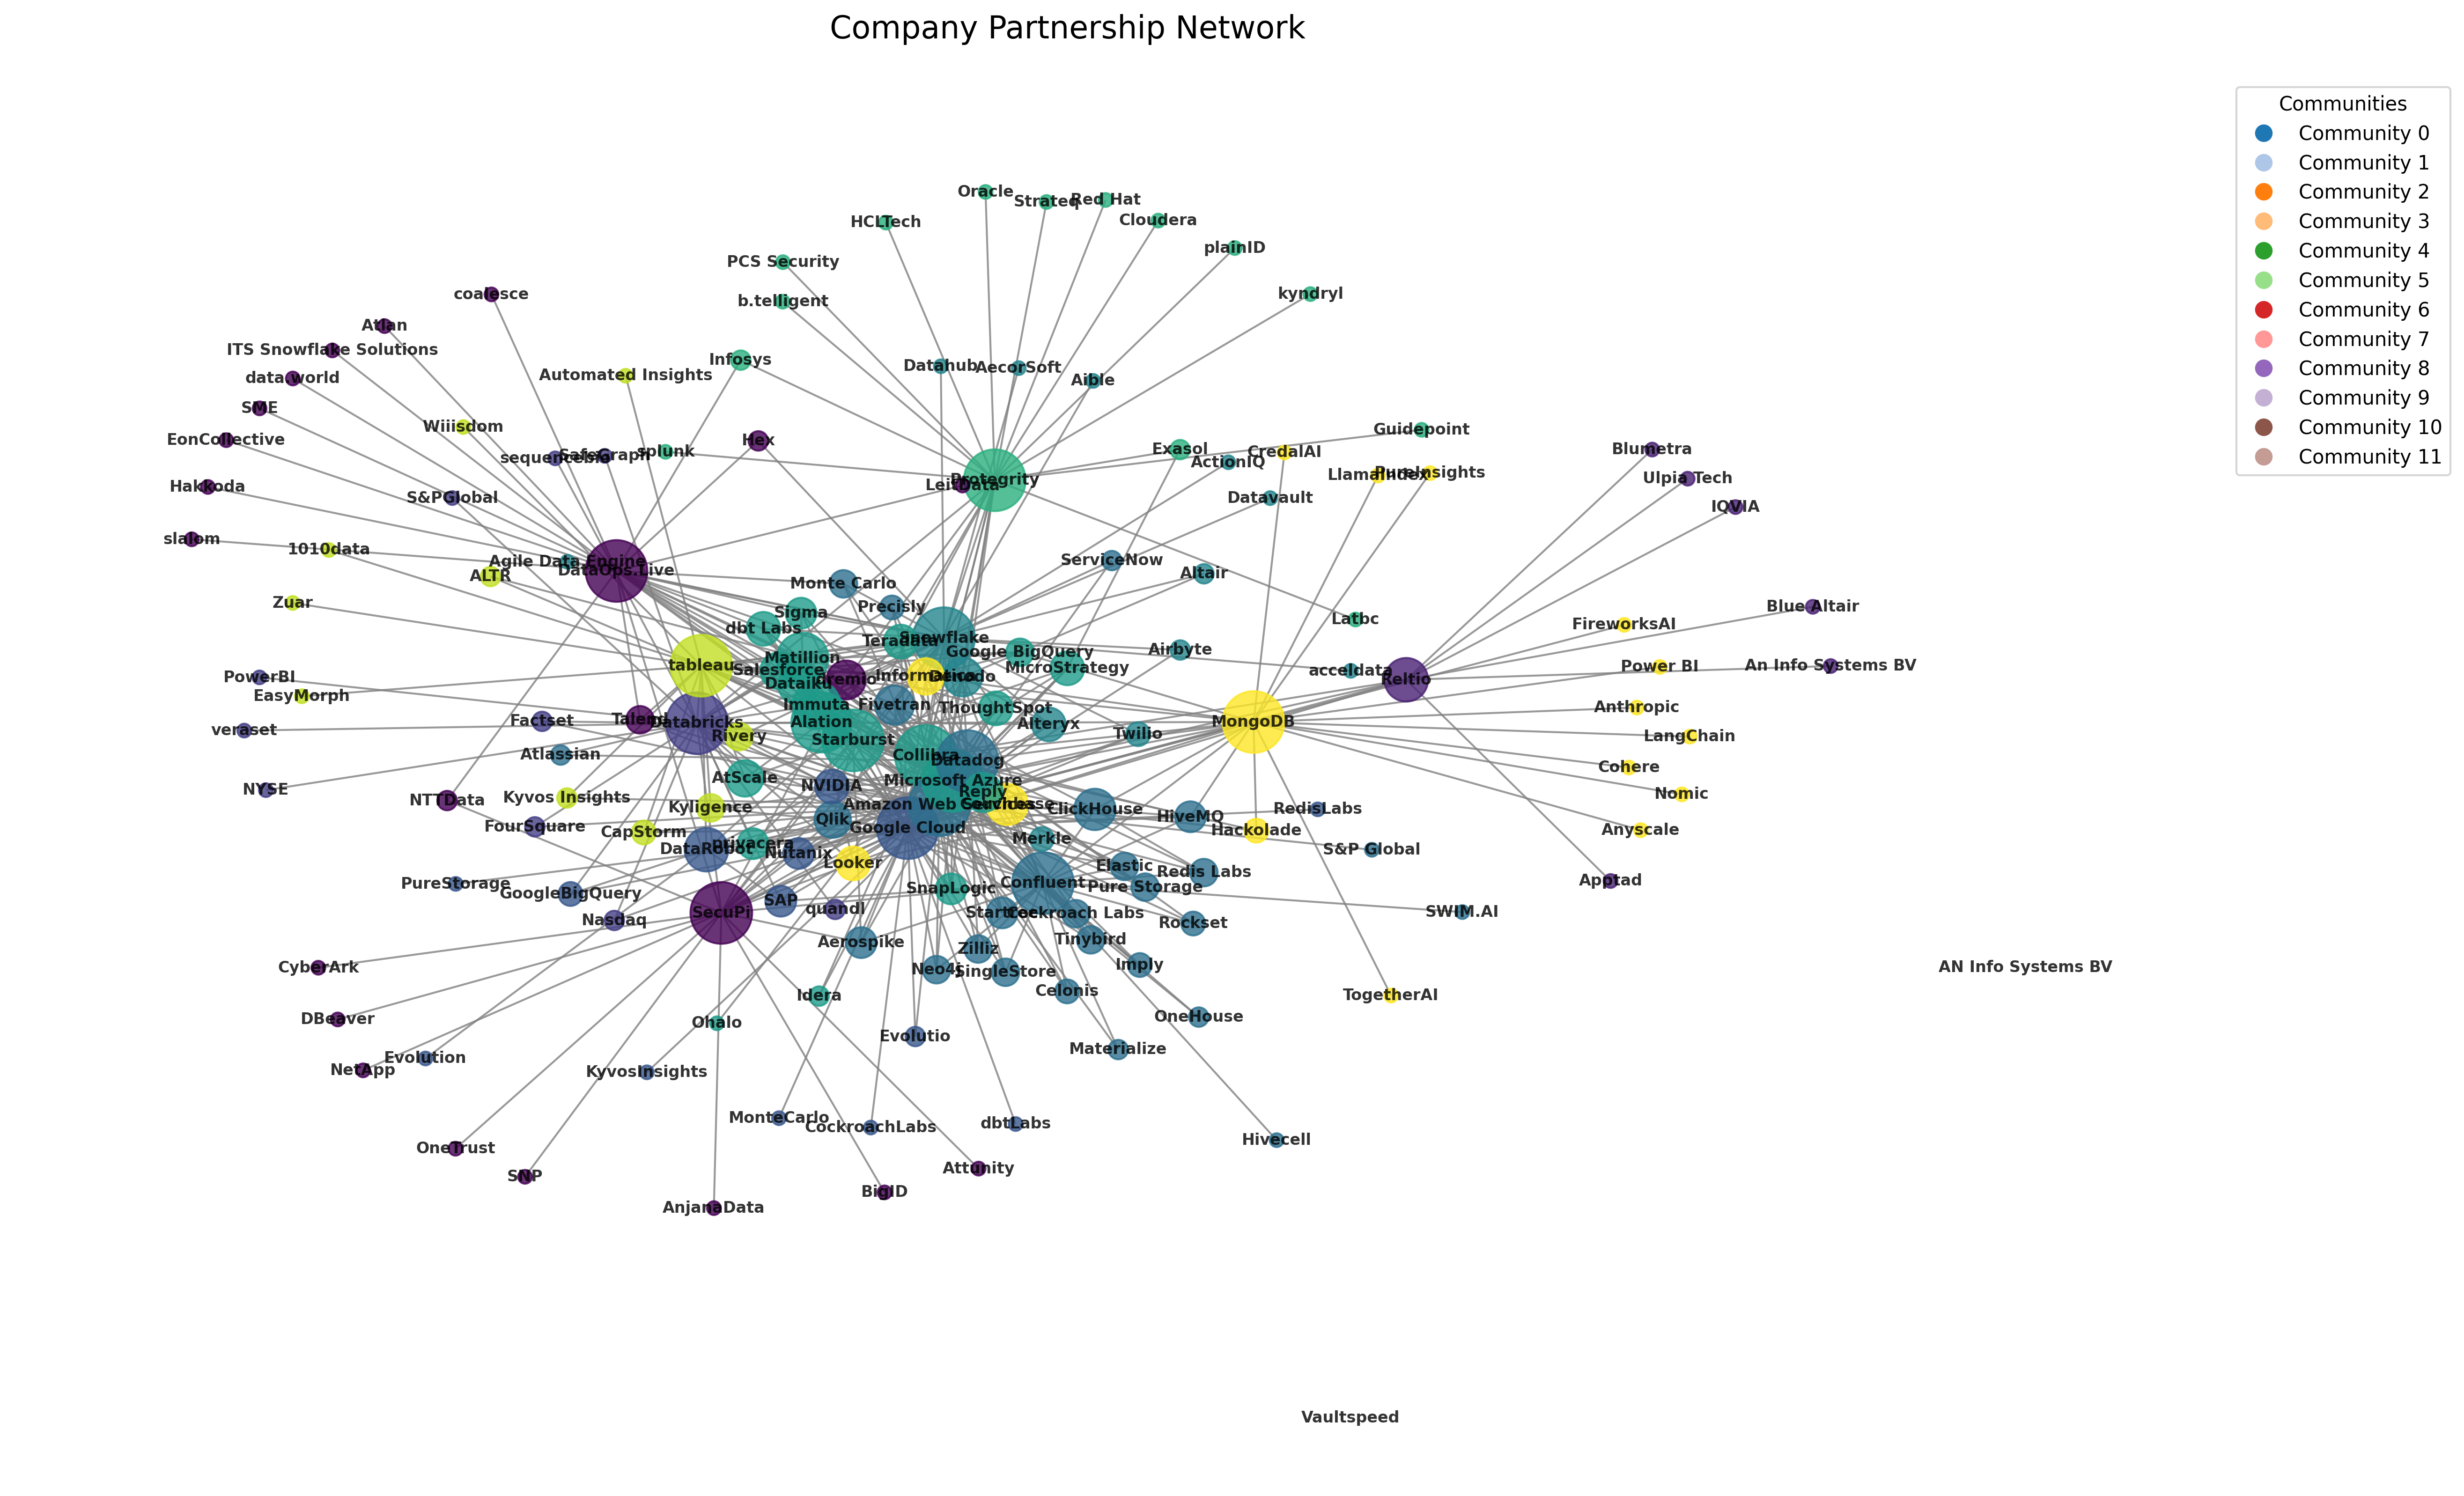 Company Partnership Network
Communities
Community 0
Community 1
Community 2
Community 3
Community 4
Community 5
Community 6
Community 7
Community 8
Community 9
Community 10
Community 11
Oracle
Strateq
Red Hat
HCLTech
Cloudera
plainID
PCS Security
coalesce
b.telligent
kyndryl
Atlan
ITS Snowflake Solutions
Infosys
Datahub
AecorSoft
data.world
Automated Insights
Aible
SME
Wiiisdom
Guidepoint
EonCollective
Hex
sequencebio
SafeGraph
splunk
Exasol
CredalAI
Blumetra
ActionIQ
LlamaIndex
PureInsights
Ulpia Tech
Hakkoda
S&PGlobal
Protegrity
Datavault
IQVIA
slalom
1010data
Agile Data Engine
DataOps.Live
ALTR
ServiceNow
Altair
Monte Carlo
Zuar
Precisly
Blue Altair
Sigma
dbt Labs
Latbc
FireworksAI
Teradata
Snowflake
Google BigQuery
Airbyte
tableau
Matillion
MicroStrategy
acceldata
Power BI
An Info Systems BV
PowerBI
Salesforce
Dataiku
dremio
Informatica
Denodo
Reltio
EasyMorph
Immuta
Fivetran
ThoughtSpot
Anthropic
veraset
Factset
Talend
Databricks
Alation
Alteryx
MongoDB
Rivery
Starburst
Twilio
LangChain
Atlassian
Collibra
Datadog
Cohere
NYSE
AtScale
NVIDIA
Microsoft Azure
Reply
Nomic
NTTData
Kyvos Insights
Kyligence
Amazon Web Services
ClickHouse
RedisLabs
FourSquare
CapStorm
Qlik
Google Cloud
HiveMQ
Hackolade
Anyscale
DataRobot
privacera
Nutanix
Looker
Merkle
S&P Global
PureStorage
GoogleBigQuery
SnapLogic
Confluent
Elastic
Pure Storage
Redis Labs
Apptad
Nasdaq
SecuPi
SAP
quandl
Cockroach Labs
Rockset
SWIM.AI
Aerospike
Zilliz
Tinybird
CyberArk
Neo4j
SingleStore
Imply
AN Info Systems BV
Idera
Celonis
TogetherAI
DBeaver
Ohalo
OneHouse
Evolutio
Materialize
Evolution
NetApp
KyvosInsights
MonteCarlo
CockroachLabs
dbtLabs
Hivecell
OneTrust
SNP
Attunity
BigID
AnjanaData
Vaultspeed